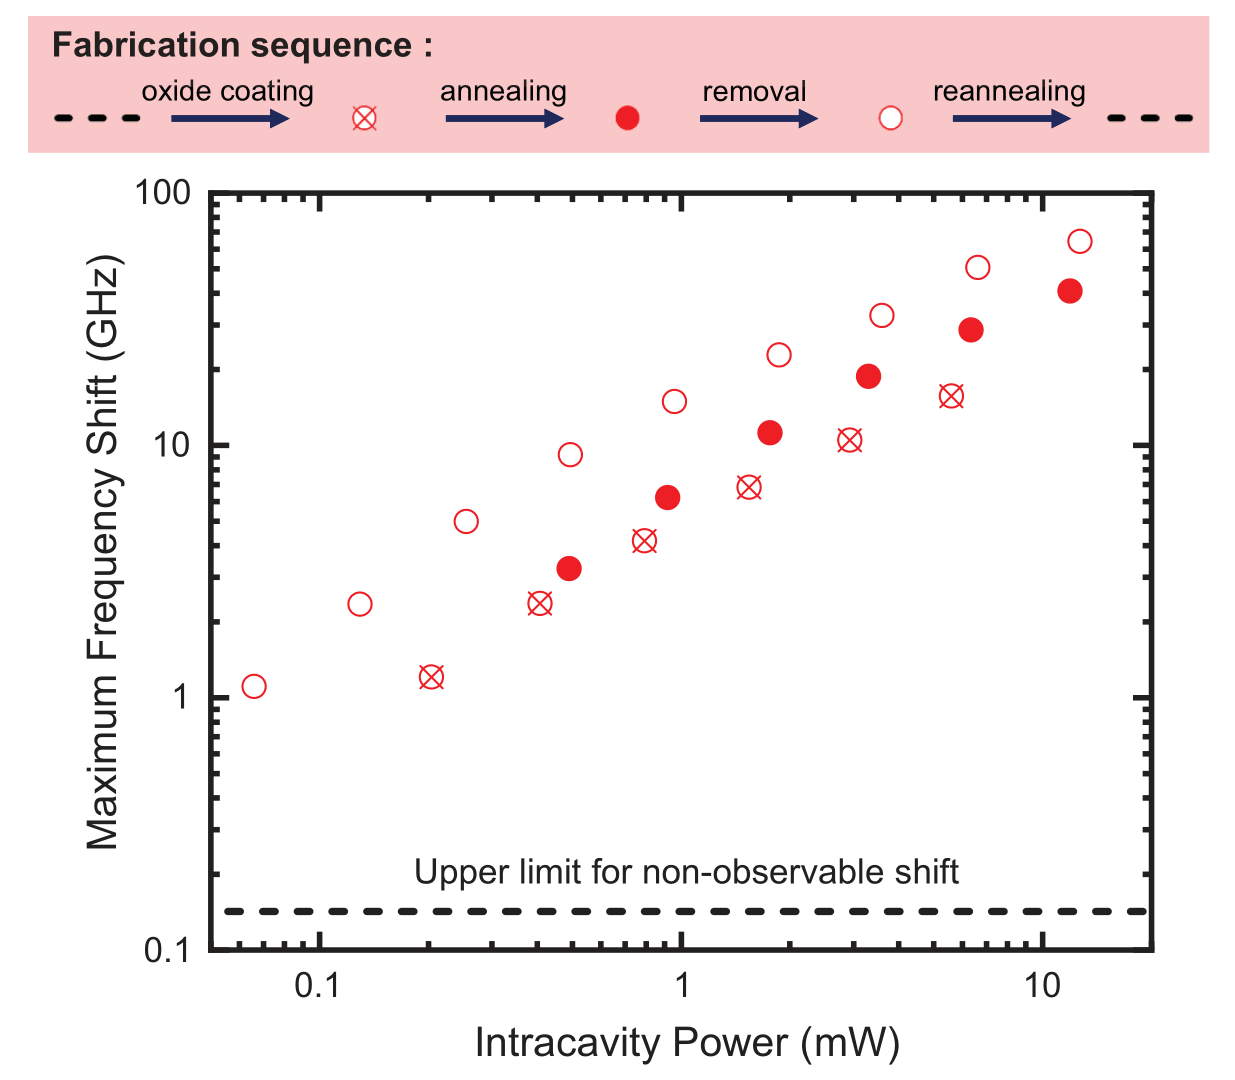 Fabrication sequence :
oxide coating annealing removal reannealing
100
10
1
0.1
Maximum Frequency Shift (GHz)
Upper limit for non-observable shift
0.1 1 10
Intracavity Power (mW)